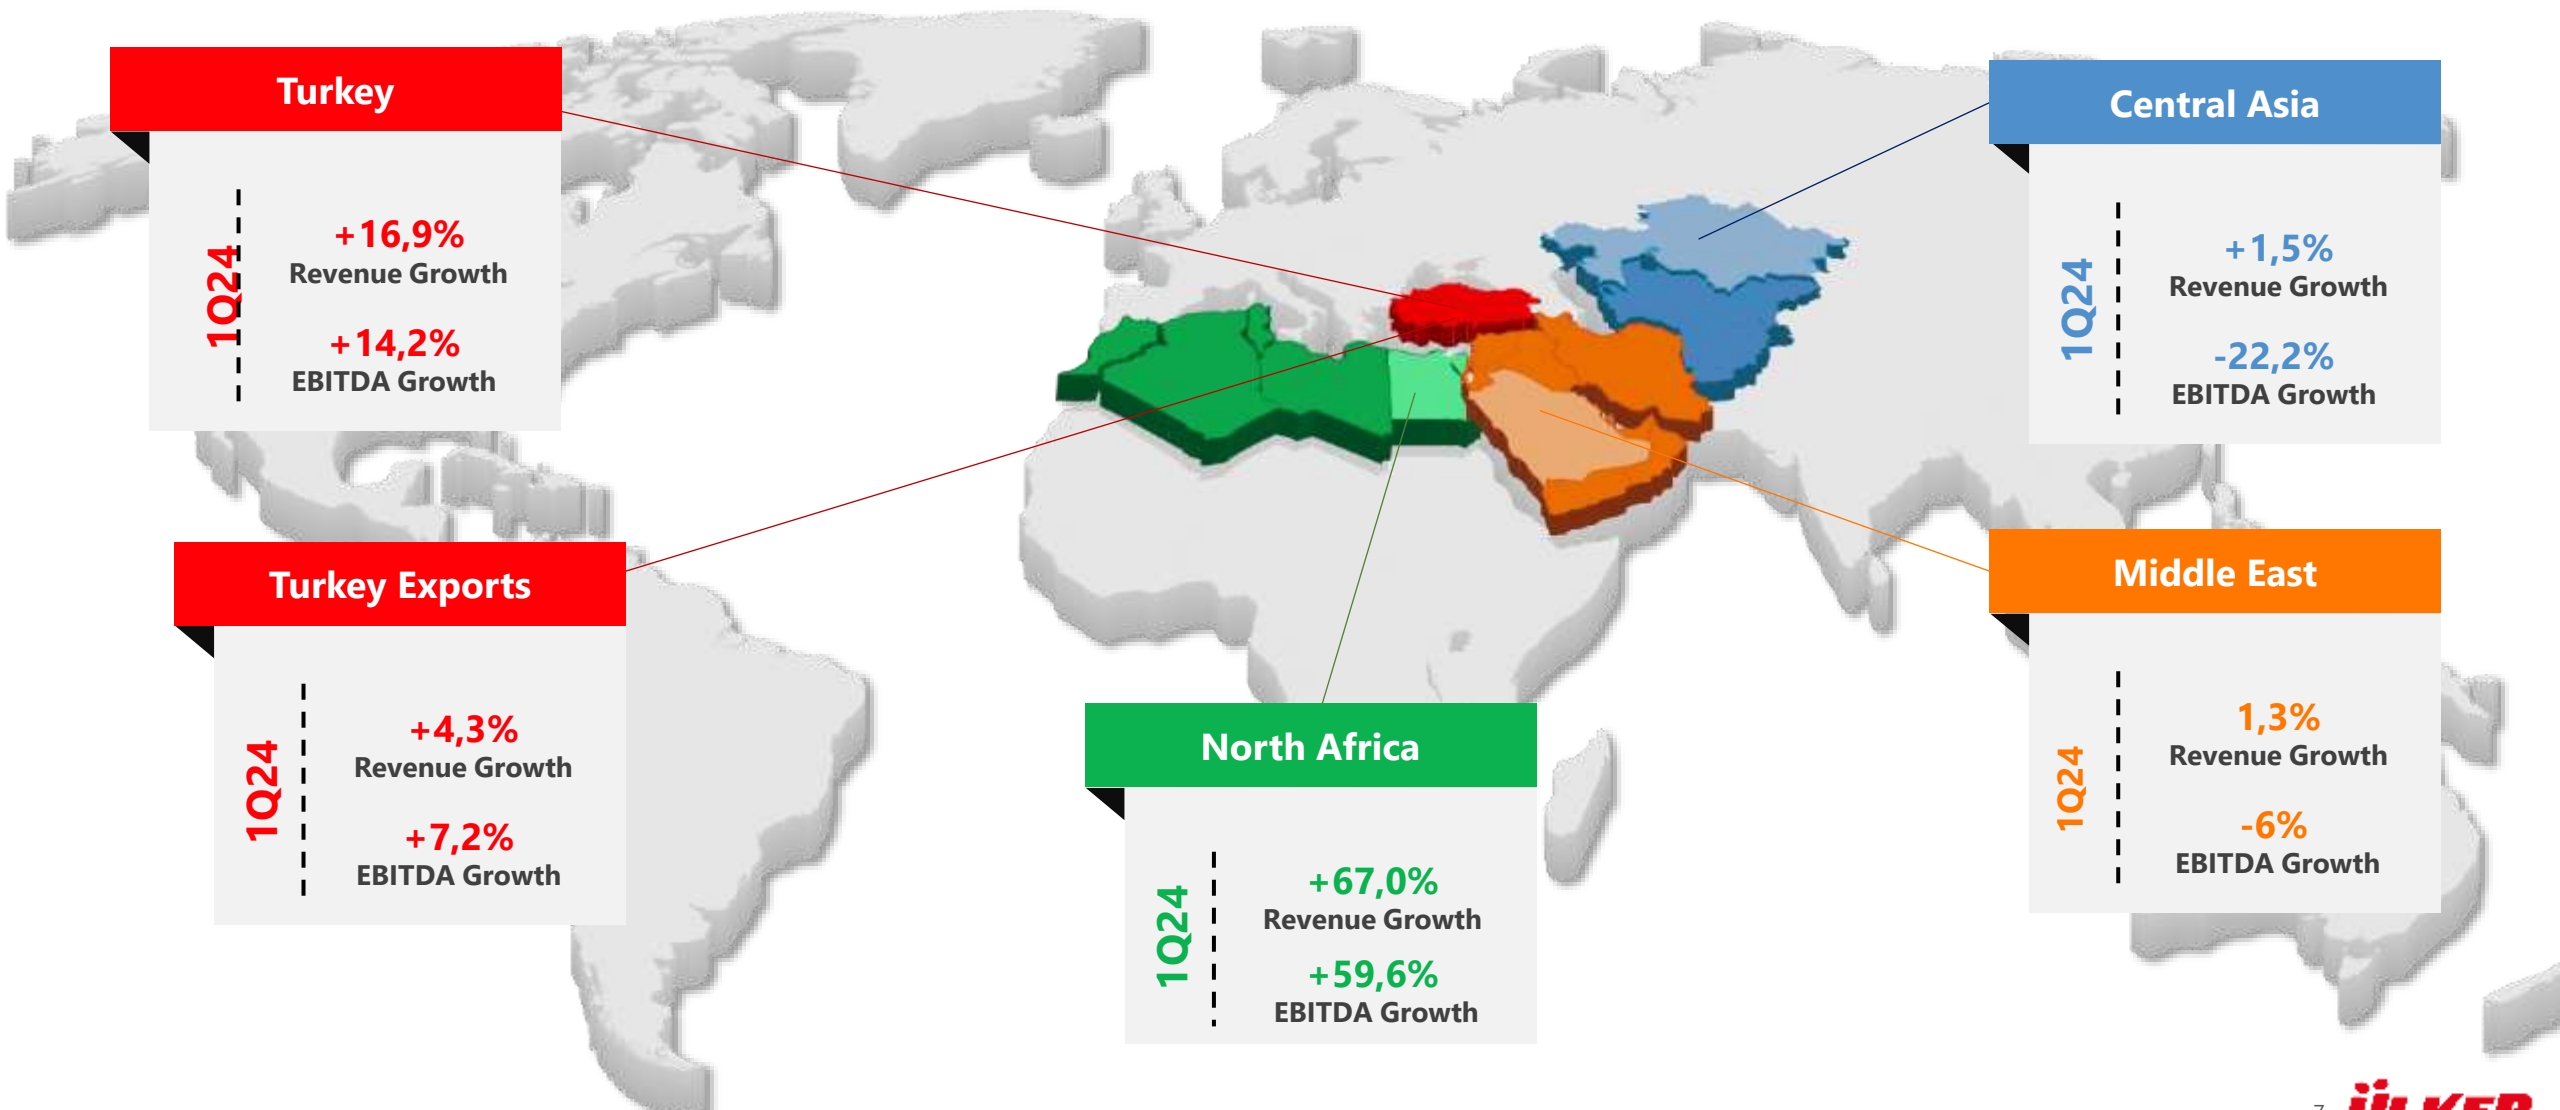 Turkey
1Q24
+16,9%
Revenue Growth
+14,2%
EBITDA Growth
Central Asia
1Q24
+1,5%
Revenue Growth
-22,2%
EBITDA Growth
Turkey Exports
1Q24
+4,3%
Revenue Growth
+7,2%
EBITDA Growth
Middle East
1Q24
1,3%
Revenue Growth
-6%
EBITDA Growth
North Africa
1Q24
+67,0%
Revenue Growth
+59,6%
EBITDA Growth
7
ÜLKER